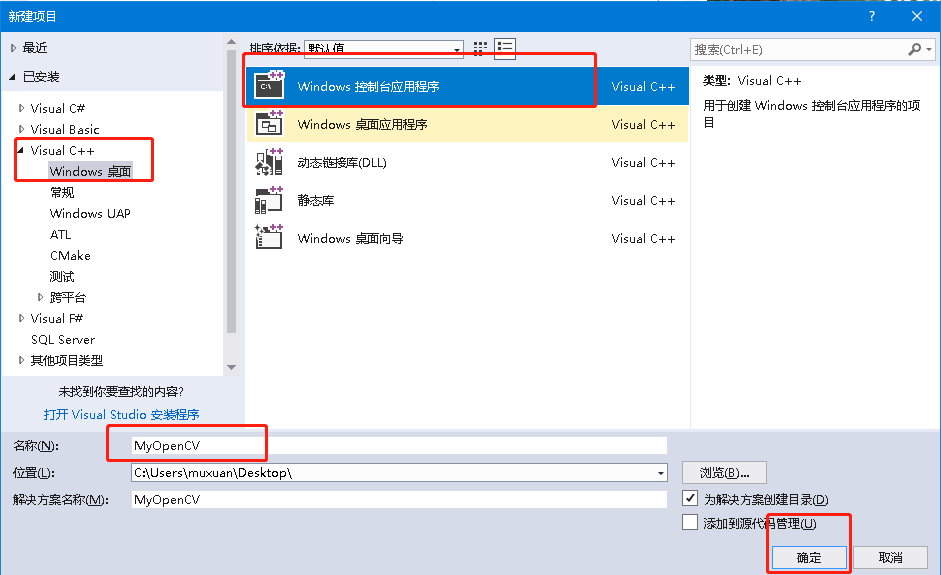 新建项目
最近
已安装
Visual C#
Visual Basic
Visual C++
Windows 桌面
常规
Windows UAP
ATL
CMake
测试
跨平台
Visual F#
SQL Server
其他项目类型
未找到你要查找的内容?
打开 Visual Studio 安装程序
排序依据: 默认值
Windows 控制台应用程序 Visual C++
Windows 桌面应用程序 Visual C++
动态链接库(DLL) Visual C++
静态库 Visual C++
Windows 桌面向导 Visual C++
搜索(Ctrl+E)
类型: Visual C++
用于创建 Windows 控制台应用程序的项
目
名称(N): MyOpenCV
位置(L): C:\Users\muxuan\Desktop\ 浏览(B)...
解决方案名称(M): MyOpenCV
为解决方案创建目录(D)
添加到源代码管理(U)
确定 取消